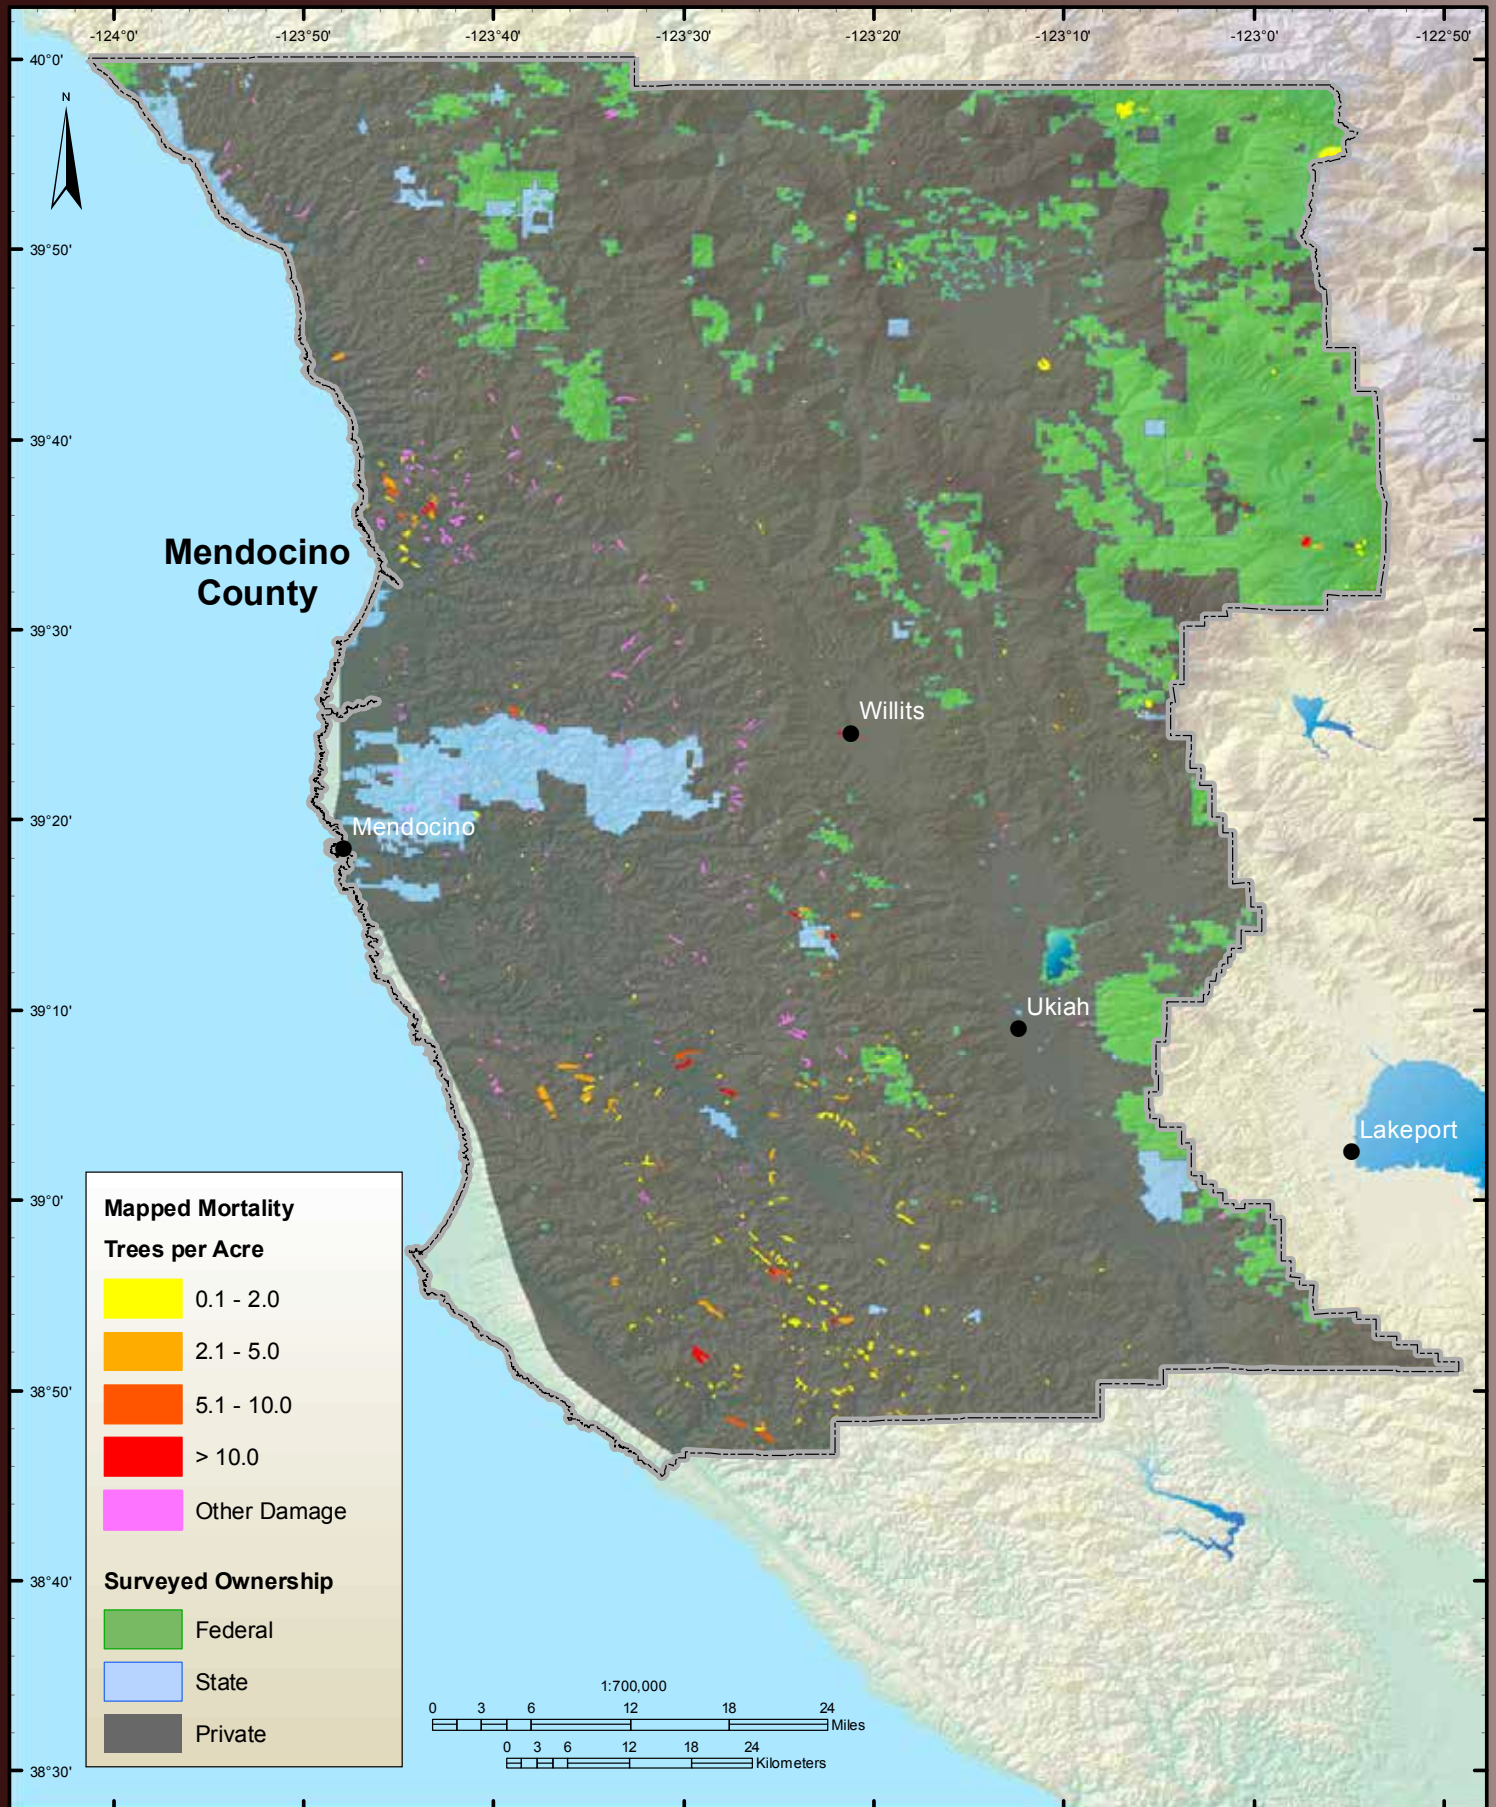 -124°0'
-123°50'
-123°40'
-123°30'
-123°20'
-123°10'
-123°0'
-122°50'
40°0'
N
39°50'
39°40'
Mendocino
County
39°30'
Willits
39°20'
Mendocino
39°10'
Ukiah
Lakeport
39°0'
38°50'
38°40'
38°30'
Mapped Mortality
Trees per Acre
0.1 - 2.0
2.1 - 5.0
5.1 - 10.0
> 10.0
Other Damage
Surveyed Ownership
Federal
State
Private
1:700,000
0 3 6 12 18 24
Miles
0 3 6 12 18 24
Kilometers